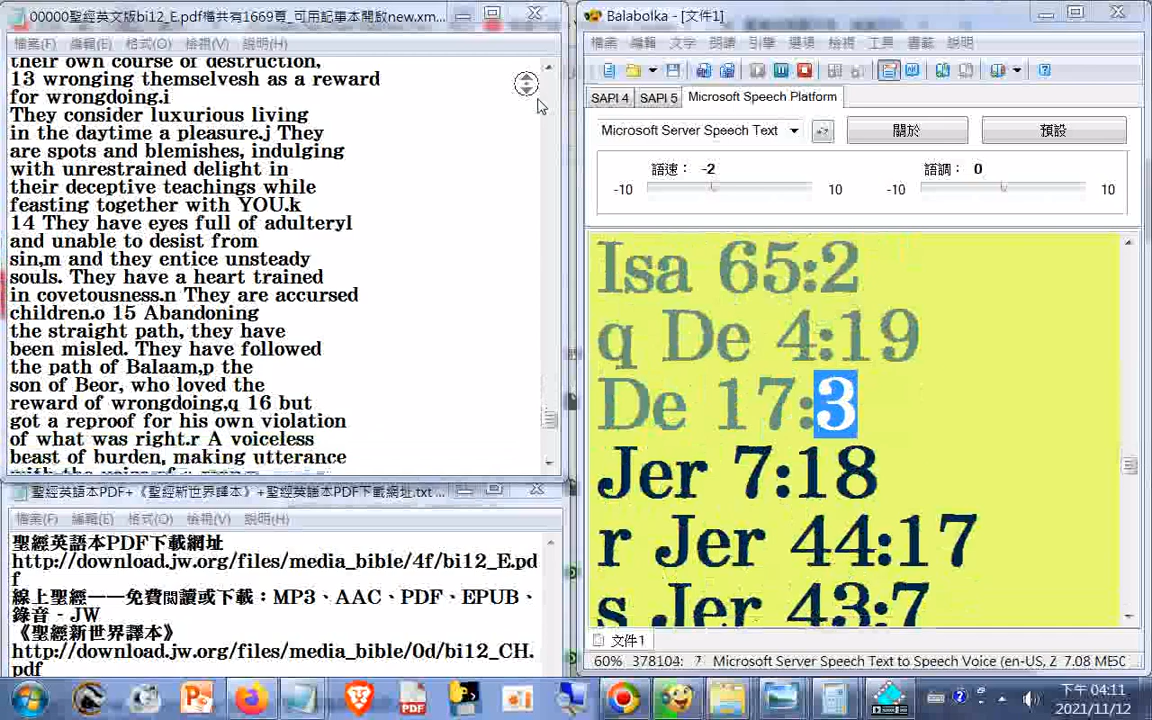 00000聖經英文版bi12_E.pdf檔共有1669頁_可用記事本開啟new.xm...
檔案(F) 編輯(E) 格式(O) 檢視(V) 說明(H)
their own course of destruction,
13 wronging themselvesh as a reward
for wrongdoing.i
They consider luxurious living
in the daytime a pleasure.j They
are spots and blemishes, indulging
with unrestrained delight in
their deceptive teachings while
feasting together with YOU.k
14 They have eyes full of adulteryl
and unable to desist from
sin,m and they entice unsteady
souls. They have a heart trained
in covetousness.n They are accursed
children.o 15 Abandoning
the straight path, they have
been misled. They have followed
the path of Balaam,p the
son of Beor, who loved the
reward of wrongdoing,q 16 but
got a reproof for his own violation
of what was right.r A voiceless
beast of burden, making utterance
聖經英語本PDF+《聖經新世界譯本》+聖經英語本PDF下載網址.txt ...
檔案(F) 編輯(E) 格式(O) 檢視(V) 說明(H)
聖經英語本PDF下載網址
http://download.jw.org/files/media_bible/4f/bi12_E.pd
f
線上聖經——免費閱讀或下載：MP3、AAC、PDF、EPUB、
錄音 - JW
《聖經新世界譯本》
http://download.jw.org/files/media_bible/0d/bi12_CH.
pdf
Balabolka - [文件1]
檔案 編輯 文字 朗讀 引擎 選項 檢視 工具 書籤 說明
SAPI 4 SAPI 5 Microsoft Speech Platform
Microsoft Server Speech Text 關於 預設
語速： -2 語調： 0
-10 10 -10 10
Isa 65:2
q De 4:19
De 17:3
Jer 7:18
r Jer 44:17
s Jer 43:7
文件1
60% 378104: ? Microsoft Server Speech Text to Speech Voice (en-US, Z 7.08 МБ
下午 04:11
2021/11/12